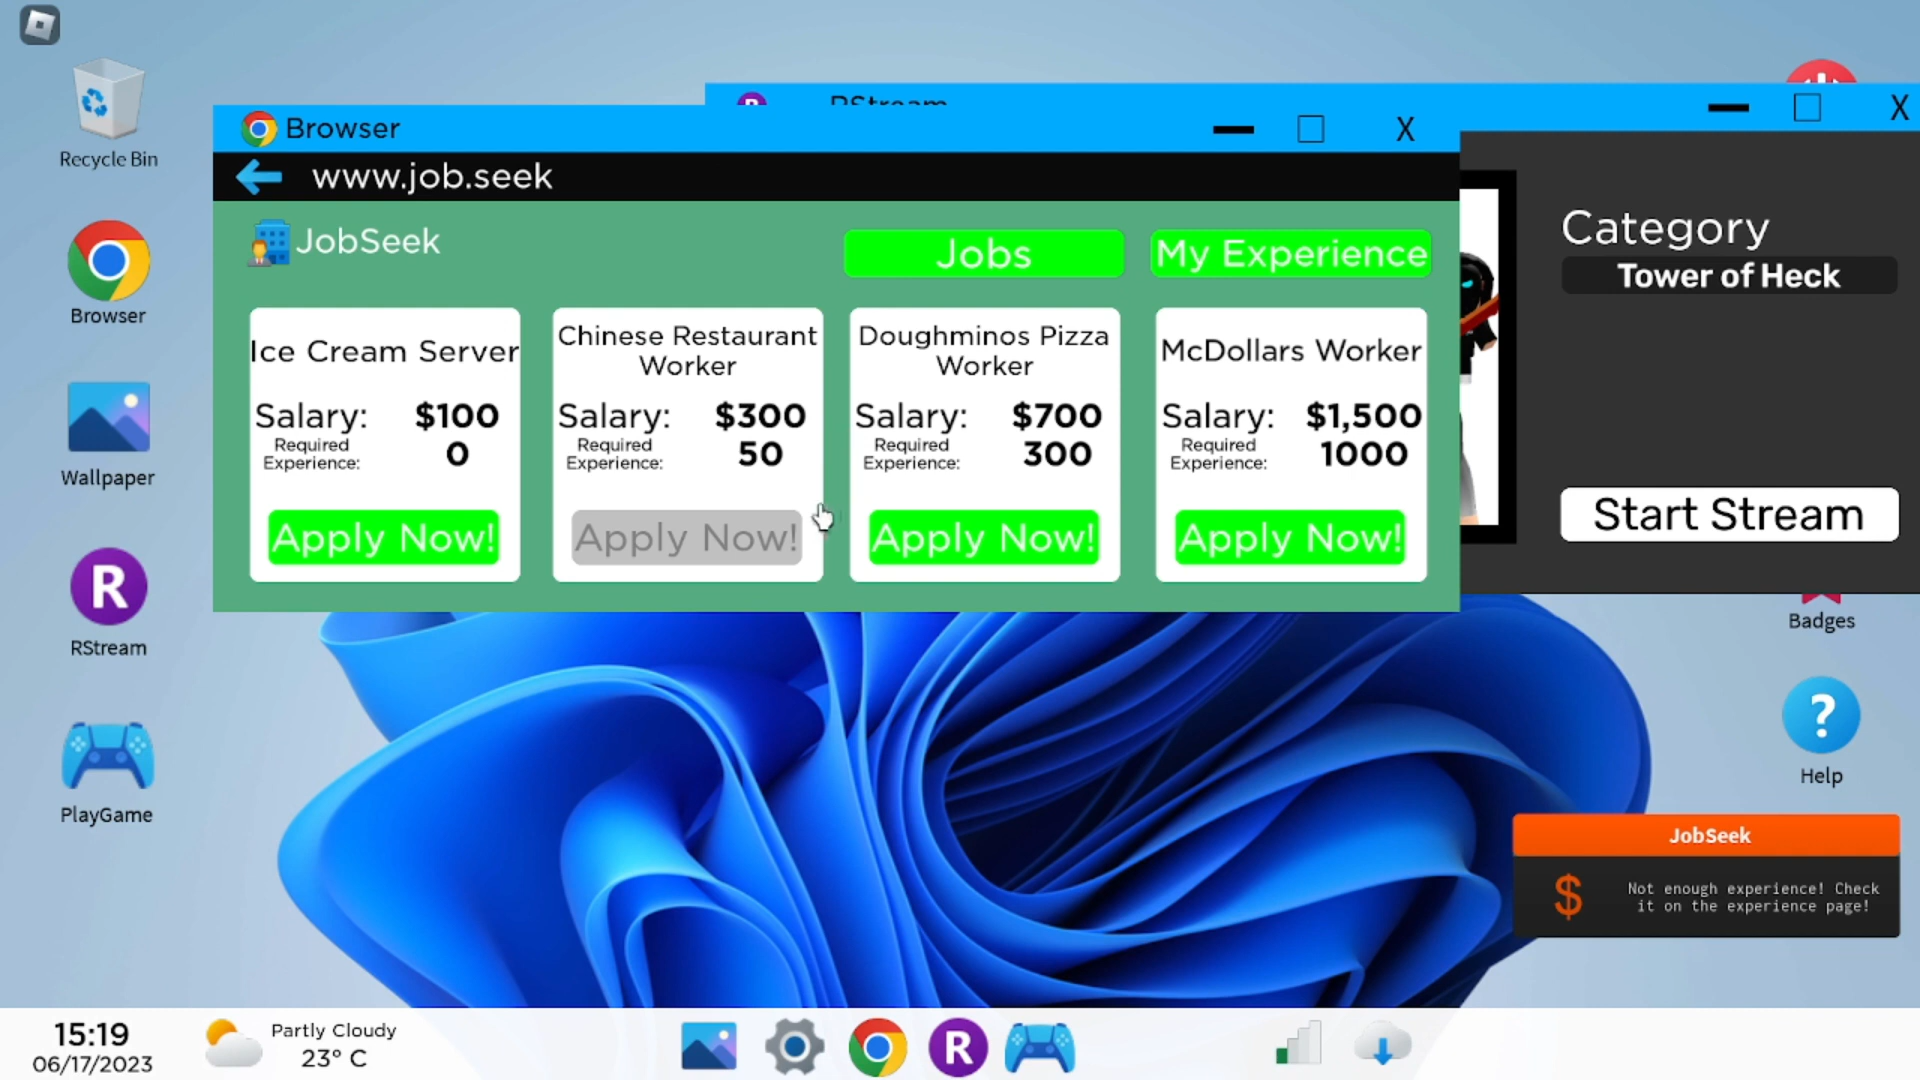 Recycle Bin
Browser
Wallpaper
R
RStream
PlayGame
RStream
X
Browser
X
www.job.seek
JobSeek
Jobs
My Experience
Ice Cream Server
Salary: $100
Required
Experience: 0
Apply Now!
Chinese Restaurant
Worker
Salary: $300
Required
Experience: 50
Apply Now!
Doughminos Pizza
Worker
Salary: $700
Required
Experience: 300
Apply Now!
McDollars Worker
Salary: $1,500
Required
Experience: 1000
Apply Now!
Category
Tower of Heck
Start Stream
Badges
?
Help
JobSeek
$
Not enough experience! Check
it on the experience page!
15:19
06/17/2023
Partly Cloudy
23° C
R